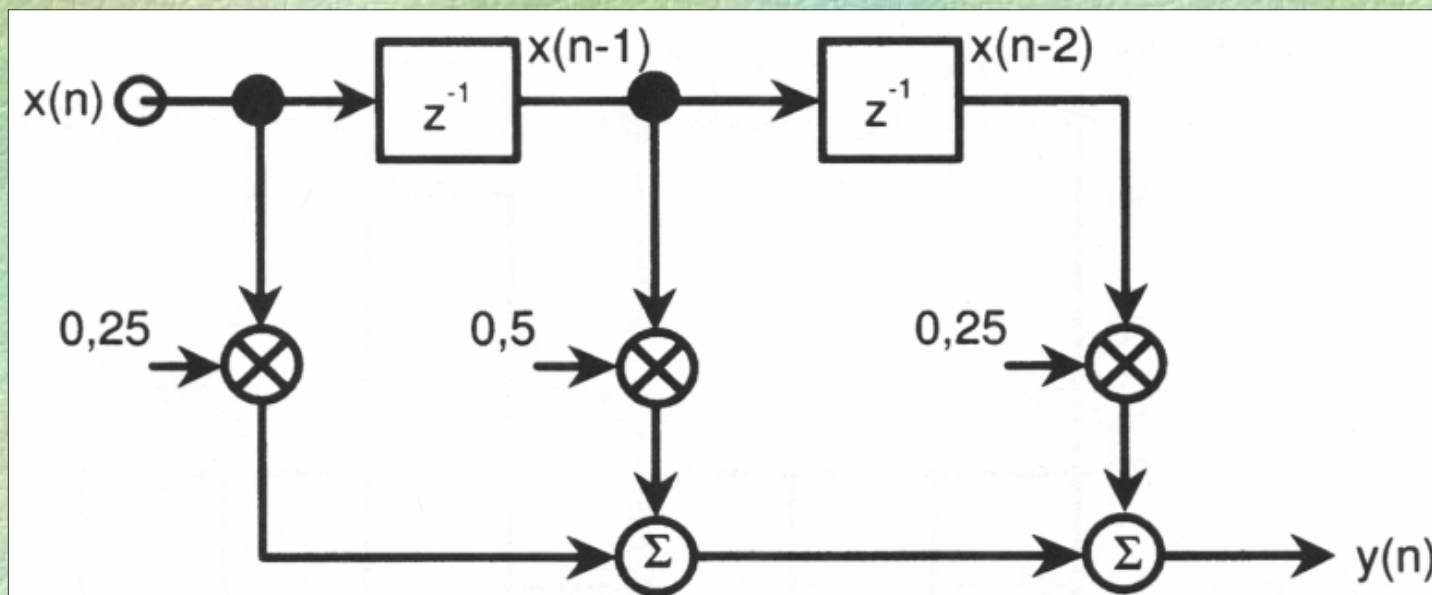 x(n-1) x(n-2)
x(n) z⁻¹ z⁻¹
0,25 0,5 0,25
Σ Σ y(n)